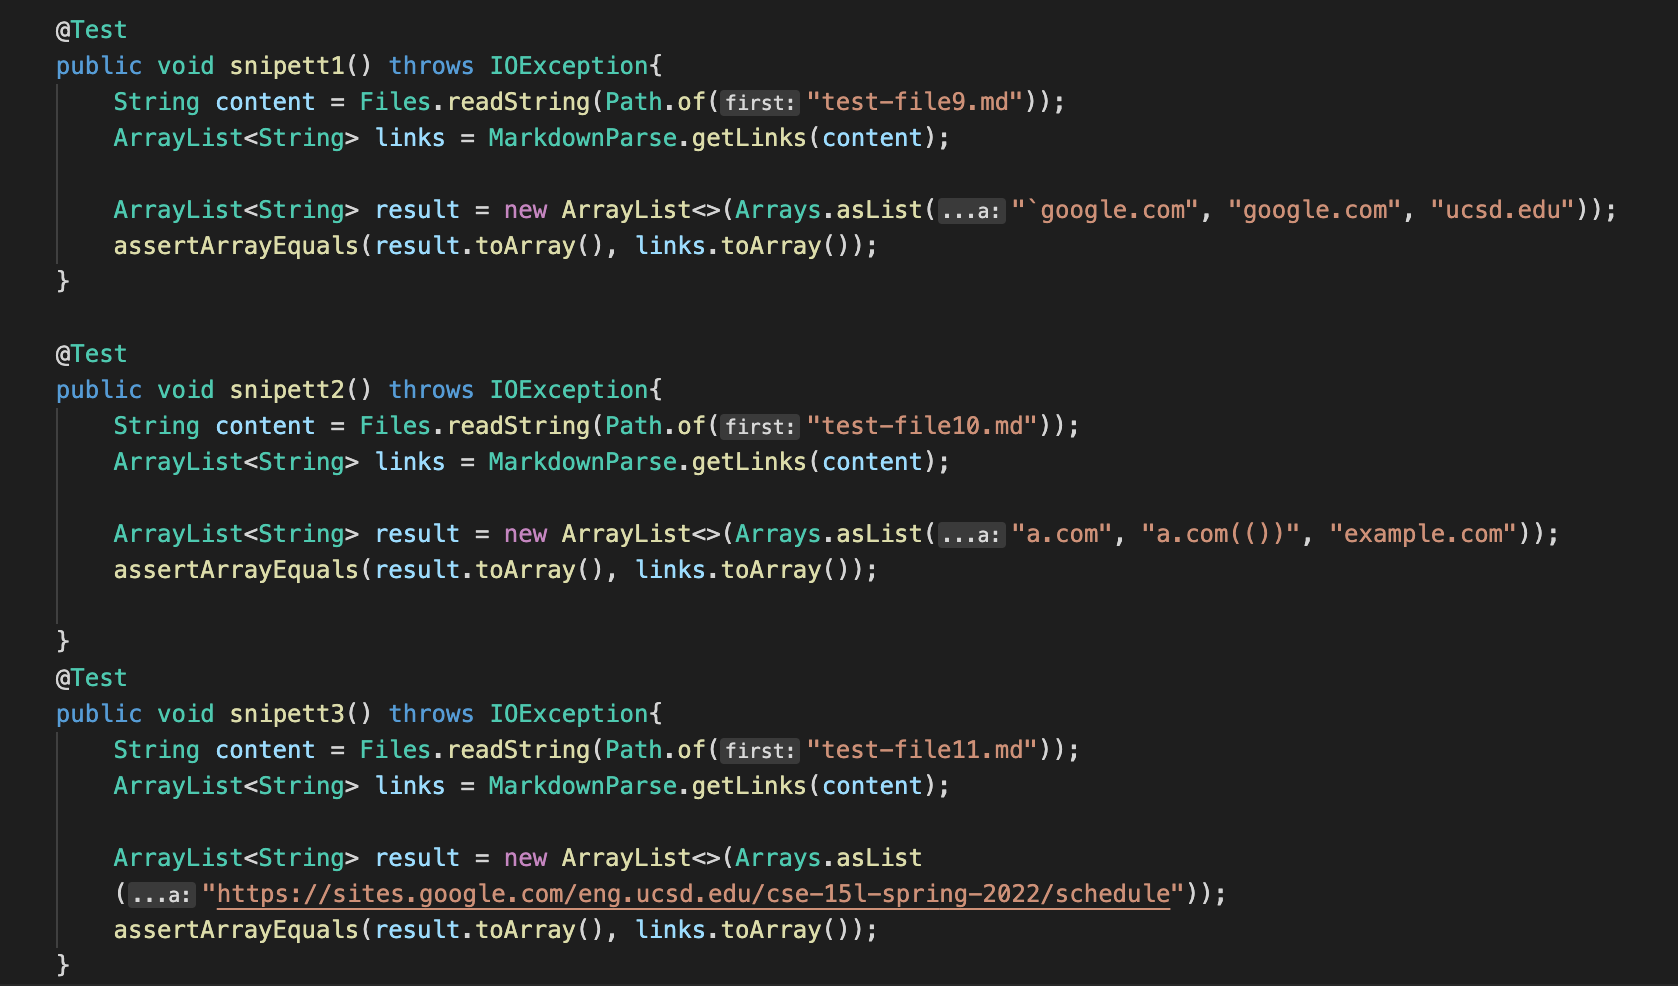 @Test
public void snipett1() throws IOException{
    String content = Files.readString(Path.of(first: "test-file9.md"));
    ArrayList<String> links = MarkdownParse.getLinks(content);

    ArrayList<String> result = new ArrayList<>(Arrays.asList(...a: "`google.com", "google.com", "ucsd.edu"));
    assertArrayEquals(result.toArray(), links.toArray());
}

@Test
public void snipett2() throws IOException{
    String content = Files.readString(Path.of(first: "test-file10.md"));
    ArrayList<String> links = MarkdownParse.getLinks(content);

    ArrayList<String> result = new ArrayList<>(Arrays.asList(...a: "a.com", "a.com(())", "example.com"));
    assertArrayEquals(result.toArray(), links.toArray());

}
@Test
public void snipett3() throws IOException{
    String content = Files.readString(Path.of(first: "test-file11.md"));
    ArrayList<String> links = MarkdownParse.getLinks(content);

    ArrayList<String> result = new ArrayList<>(Arrays.asList
    (...a: "https://sites.google.com/eng.ucsd.edu/cse-15l-spring-2022/schedule"));
    assertArrayEquals(result.toArray(), links.toArray());
}